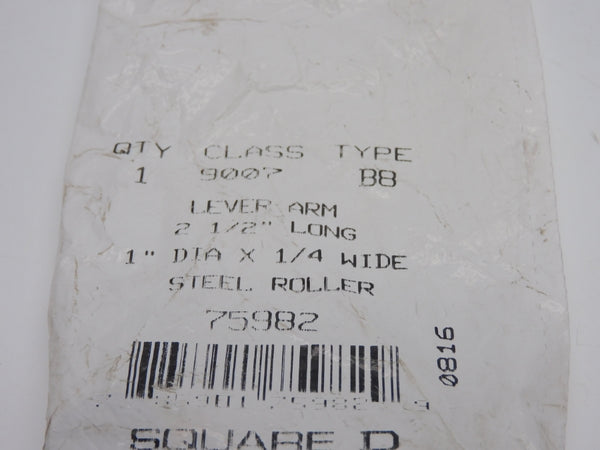 QTY CLASS TYPE
1 9007 B8
LEVER ARM
2 1/2" LONG
1" DIA X 1/4 WIDE
STEEL ROLLER
75982
0816
SQUARE D